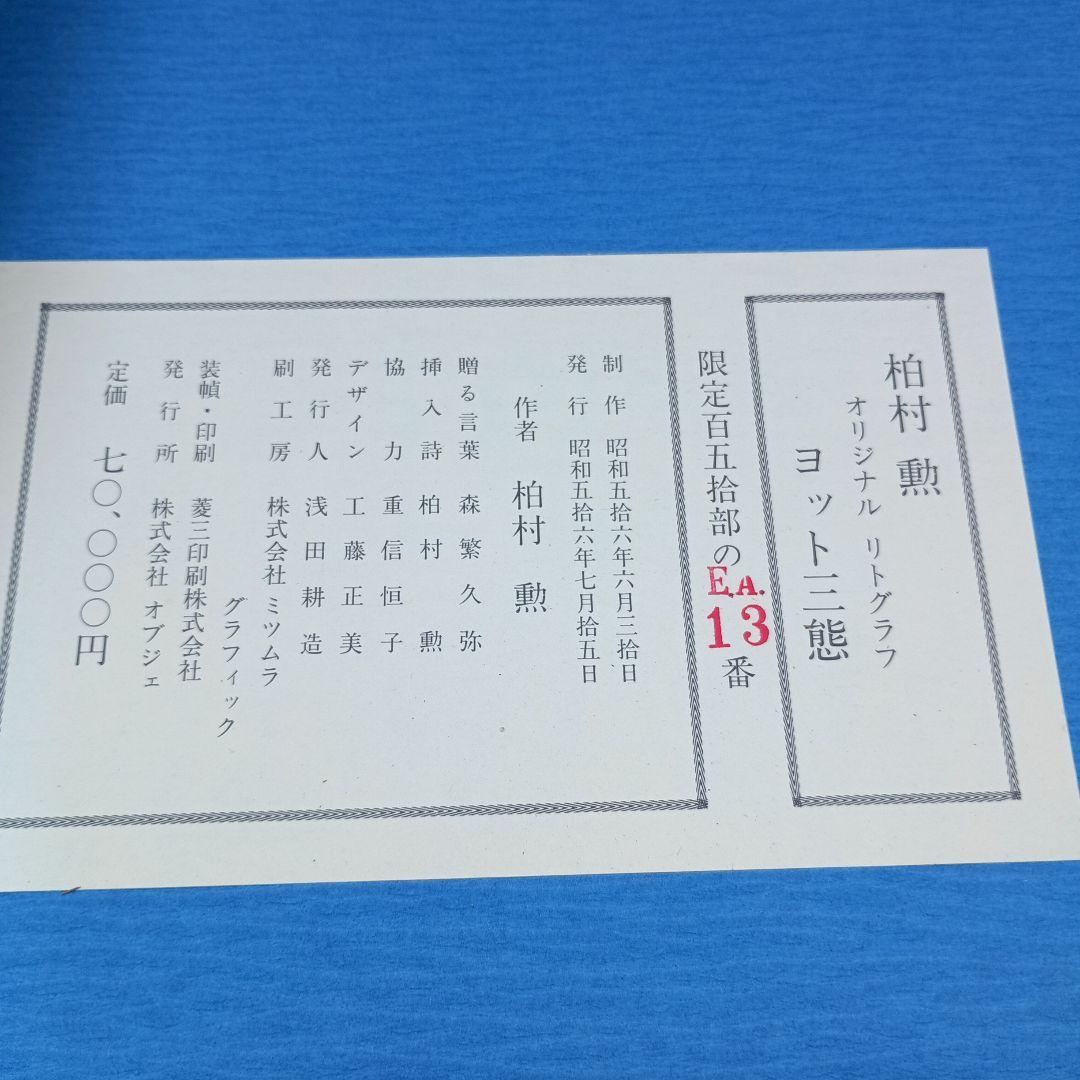 柏村 勲
オリジナル リトグラフ
ヨット三態
限定百五拾部のE.A.13番
制作 昭和五拾六年六月三拾日
発行 昭和五拾六年七月拾五日
作者 柏村 勲
贈る言葉 森繁久弥
挿入詩 柏村勲
協力 重信恒子
デザイン 工藤正美
発行人 浅田耕造
刷工房 株式会社 ミツムラ
グラフィック
装幀・印刷 菱三印刷株式会社
発行所 株式会社 オブジェ
定価 七〇、〇〇〇円